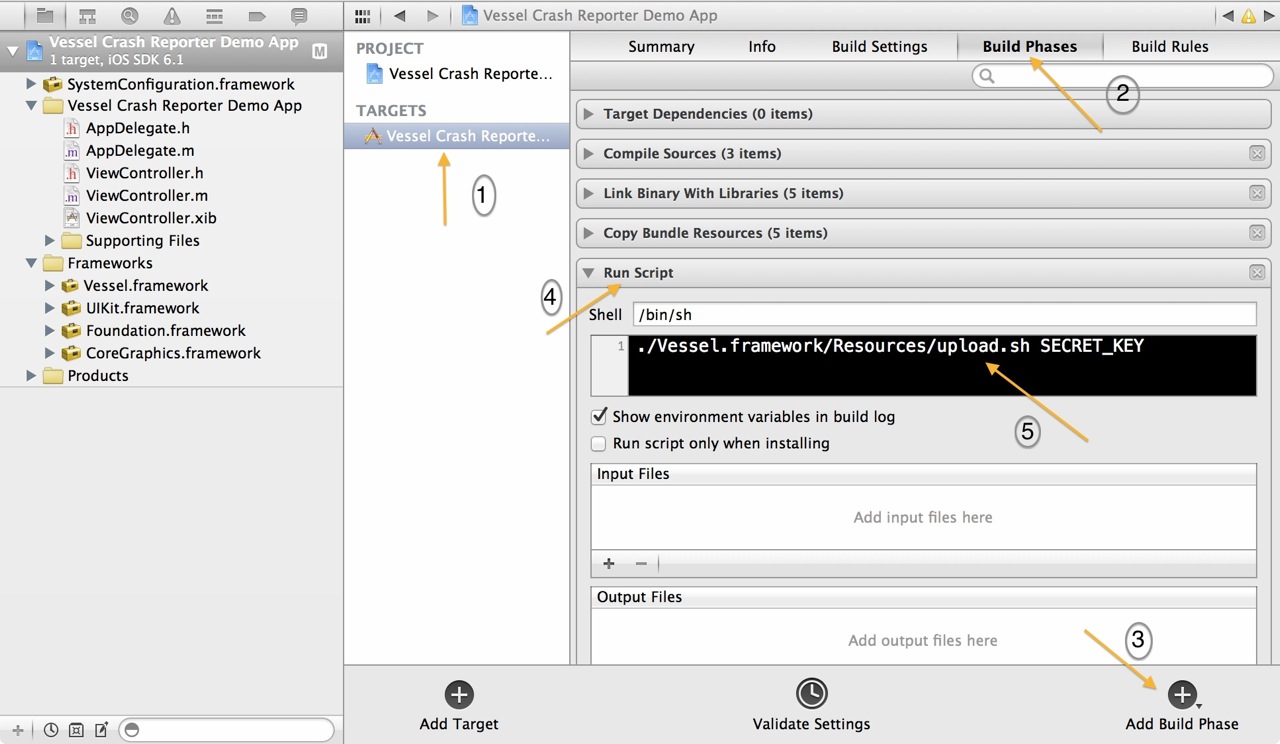 Vessel Crash Reporter Demo App
Vessel Crash Reporter Demo App
1 target, iOS SDK 6.1
M
SystemConfiguration.framework
Vessel Crash Reporter Demo App
h AppDelegate.h
.m AppDelegate.m
h ViewController.h
.m ViewController.m
ViewController.xib
Supporting Files
Frameworks
Vessel.framework
UIKit.framework
Foundation.framework
CoreGraphics.framework
Products
PROJECT
Vessel Crash Reporte...
TARGETS
Vessel Crash Reporte...
1
Summary Info Build Settings Build Phases Build Rules
2
Target Dependencies (0 items)
Compile Sources (3 items)
Link Binary With Libraries (5 items)
Copy Bundle Resources (5 items)
Run Script
4
Shell /bin/sh
1 ./Vessel.framework/Resources/upload.sh SECRET_KEY
5
Show environment variables in build log
Run script only when installing
Input Files
Add input files here
Output Files
Add output files here
3
Add Target Validate Settings Add Build Phase